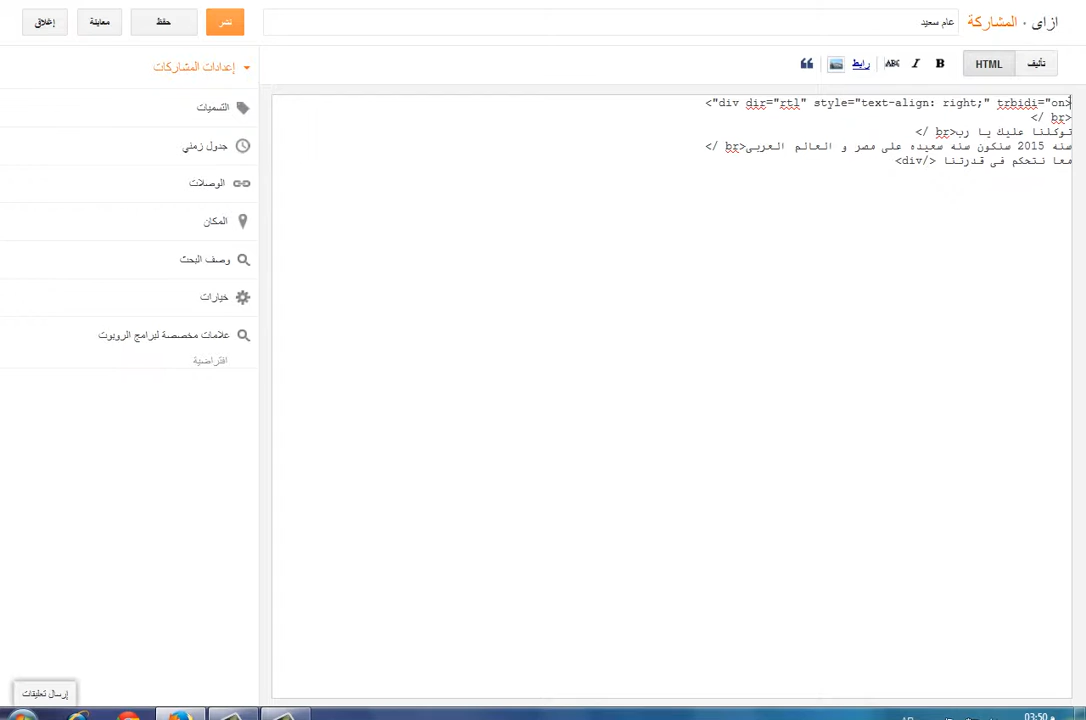 ازاى · المشاركة
عام سعيد
نشر
حفظ
معاينة
إغلاق
تأليف
HTML
B
I
ABC
رابط
إعدادات المشاركات
التسميات
جدول زمني
الوصلات
المكان
وصف البحث
خيارات
علامات مخصصة لبرامج الروبوت
افتراضية
<div dir="rtl" style="text-align: right;" trbidi="on">
<br />
توكلنا عليك يا رب<br />
سنه 2015 ستكون سنه سعيده على مصر و العالم العربى<br />
معا نتحكم فى قدرتنا </div>
إرسال تعليقات
03:50 م